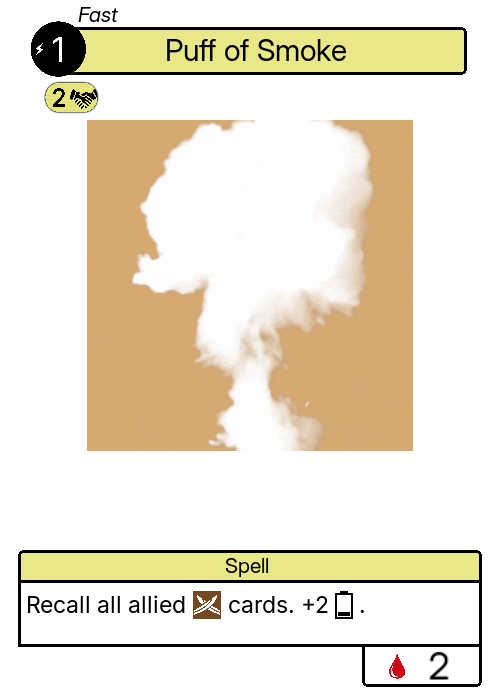 Fast
1
Puff of Smoke
2
Spell
Recall all allied cards. +2 .
2